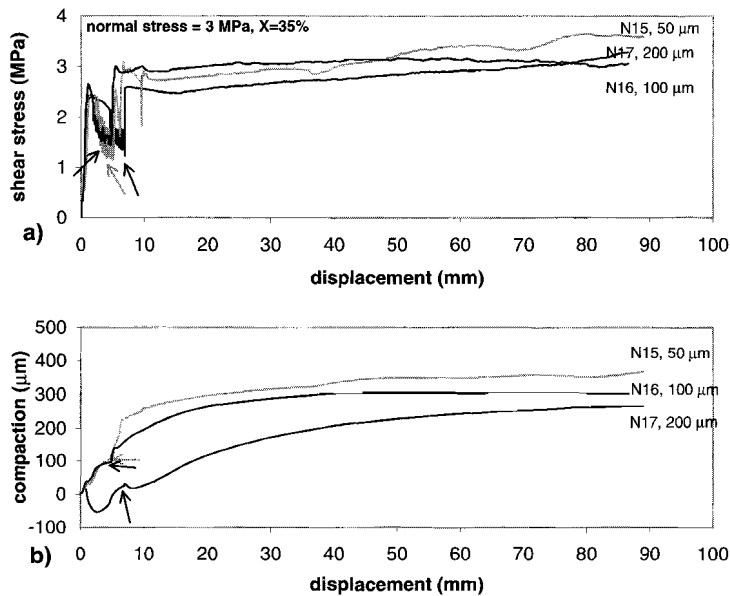 normal stress = 3 MPa, X=35%
shear stress (MPa)
4
3
2
1
0
N15, 50 µm
N17, 200 µm
N16, 100 µm
0 10 20 30 40 50 60 70 80 90 100
a)
displacement (mm)
compaction (µm)
500
400
300
200
100
0
-100
N15, 50 µm
N16, 100 µm
N17, 200 µm
0 10 20 30 40 50 60 70 80 90 100
b)
displacement (mm)